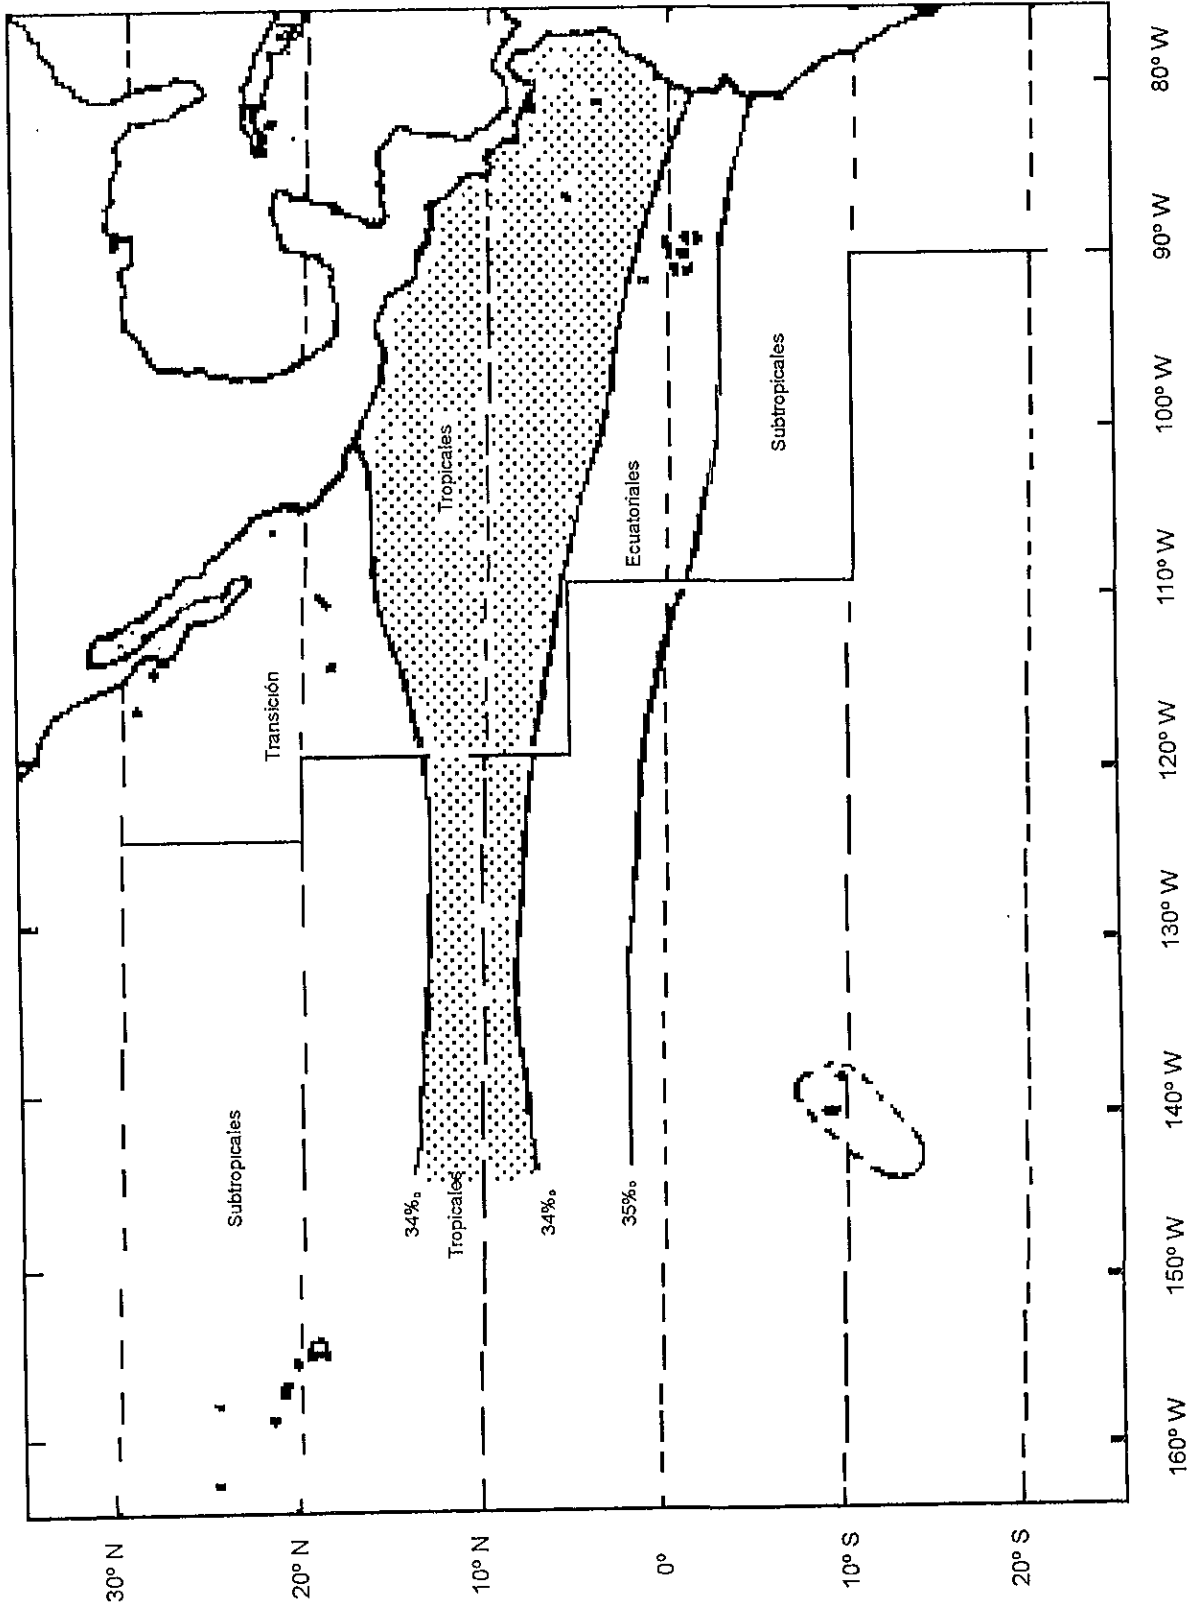 30° N
20° N
10° N
0°
10° S
20° S
160° W
150° W
140° W
130° W
120° W
110° W
100° W
90° W
80° W
Subtropicales
Transición
34‰
Tropicales
34‰
35‰
Tropicales
Ecuatoriales
Subtropicales